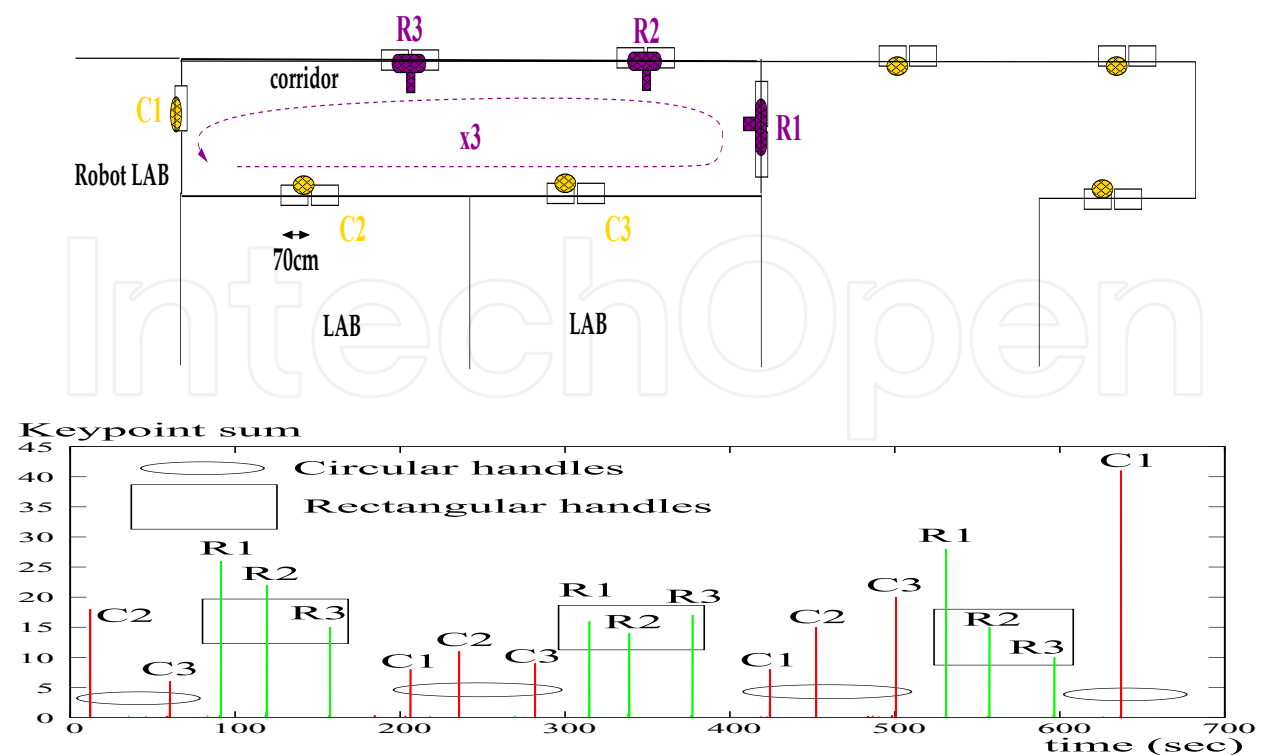 R3
R2
corridor
C1
x3
R1
Robot LAB
C2
C3
70cm
LAB
LAB
IntechOpen
Keypoint sum
45
40
35
30
25
20
15
10
5
0
Circular handles
Rectangular handles
C2
C3
R1
R2
R3
C1
C2
C3
R1
R2
R3
C1
C2
C3
R1
R2
R3
C1
0 100 200 300 400 500 600 700
time (sec)